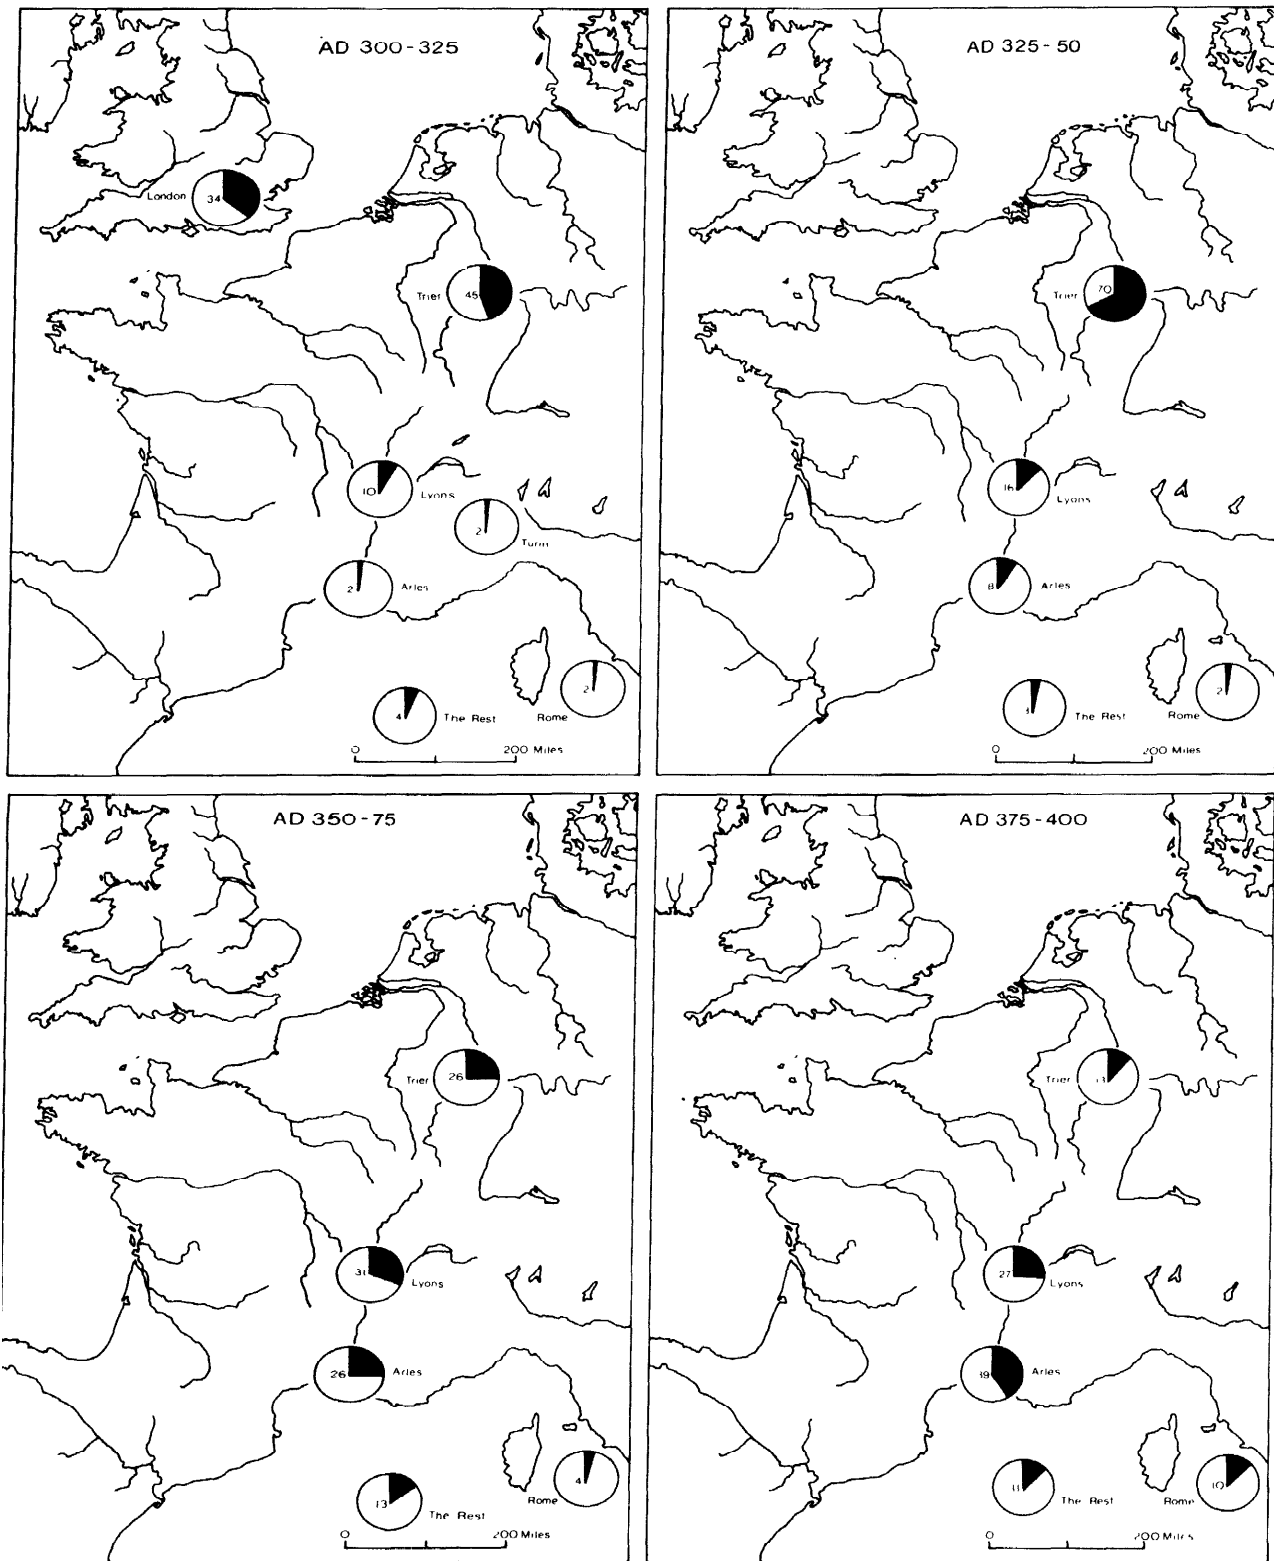 AD 300-325
London
34
Trier
45
10
Lyons
2
Turin
2
Arles
2
Rome
4
The Rest
0
200 Miles
AD 325-50
Trier
70
16
Lyons
8
Arles
2
Rome
The Rest
0
200 Miles
AD 350-75
Trier
26
31
Lyons
26
Arles
4
Rome
13
The Rest
0
200 Miles
AD 375-400
Trier
13
27
Lyons
39
Arles
10
Rome
11
The Rest
0
200 Miles